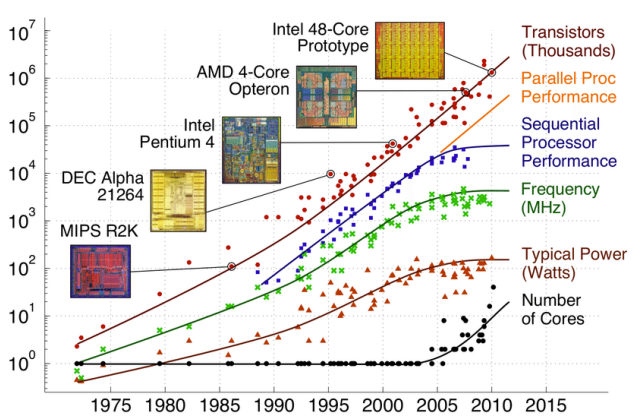 10^7
10^6
10^5
10^4
10^3
10^2
10^1
10^0
Intel 48-Core
Prototype
AMD 4-Core
Opteron
Intel
Pentium 4
DEC Alpha
21264
MIPS R2K
Transistors
(Thousands)
Parallel Proc
Performance
Sequential
Processor
Performance
Frequency
(MHz)
Typical Power
(Watts)
Number
of Cores
1975 1980 1985 1990 1995 2000 2005 2010 2015